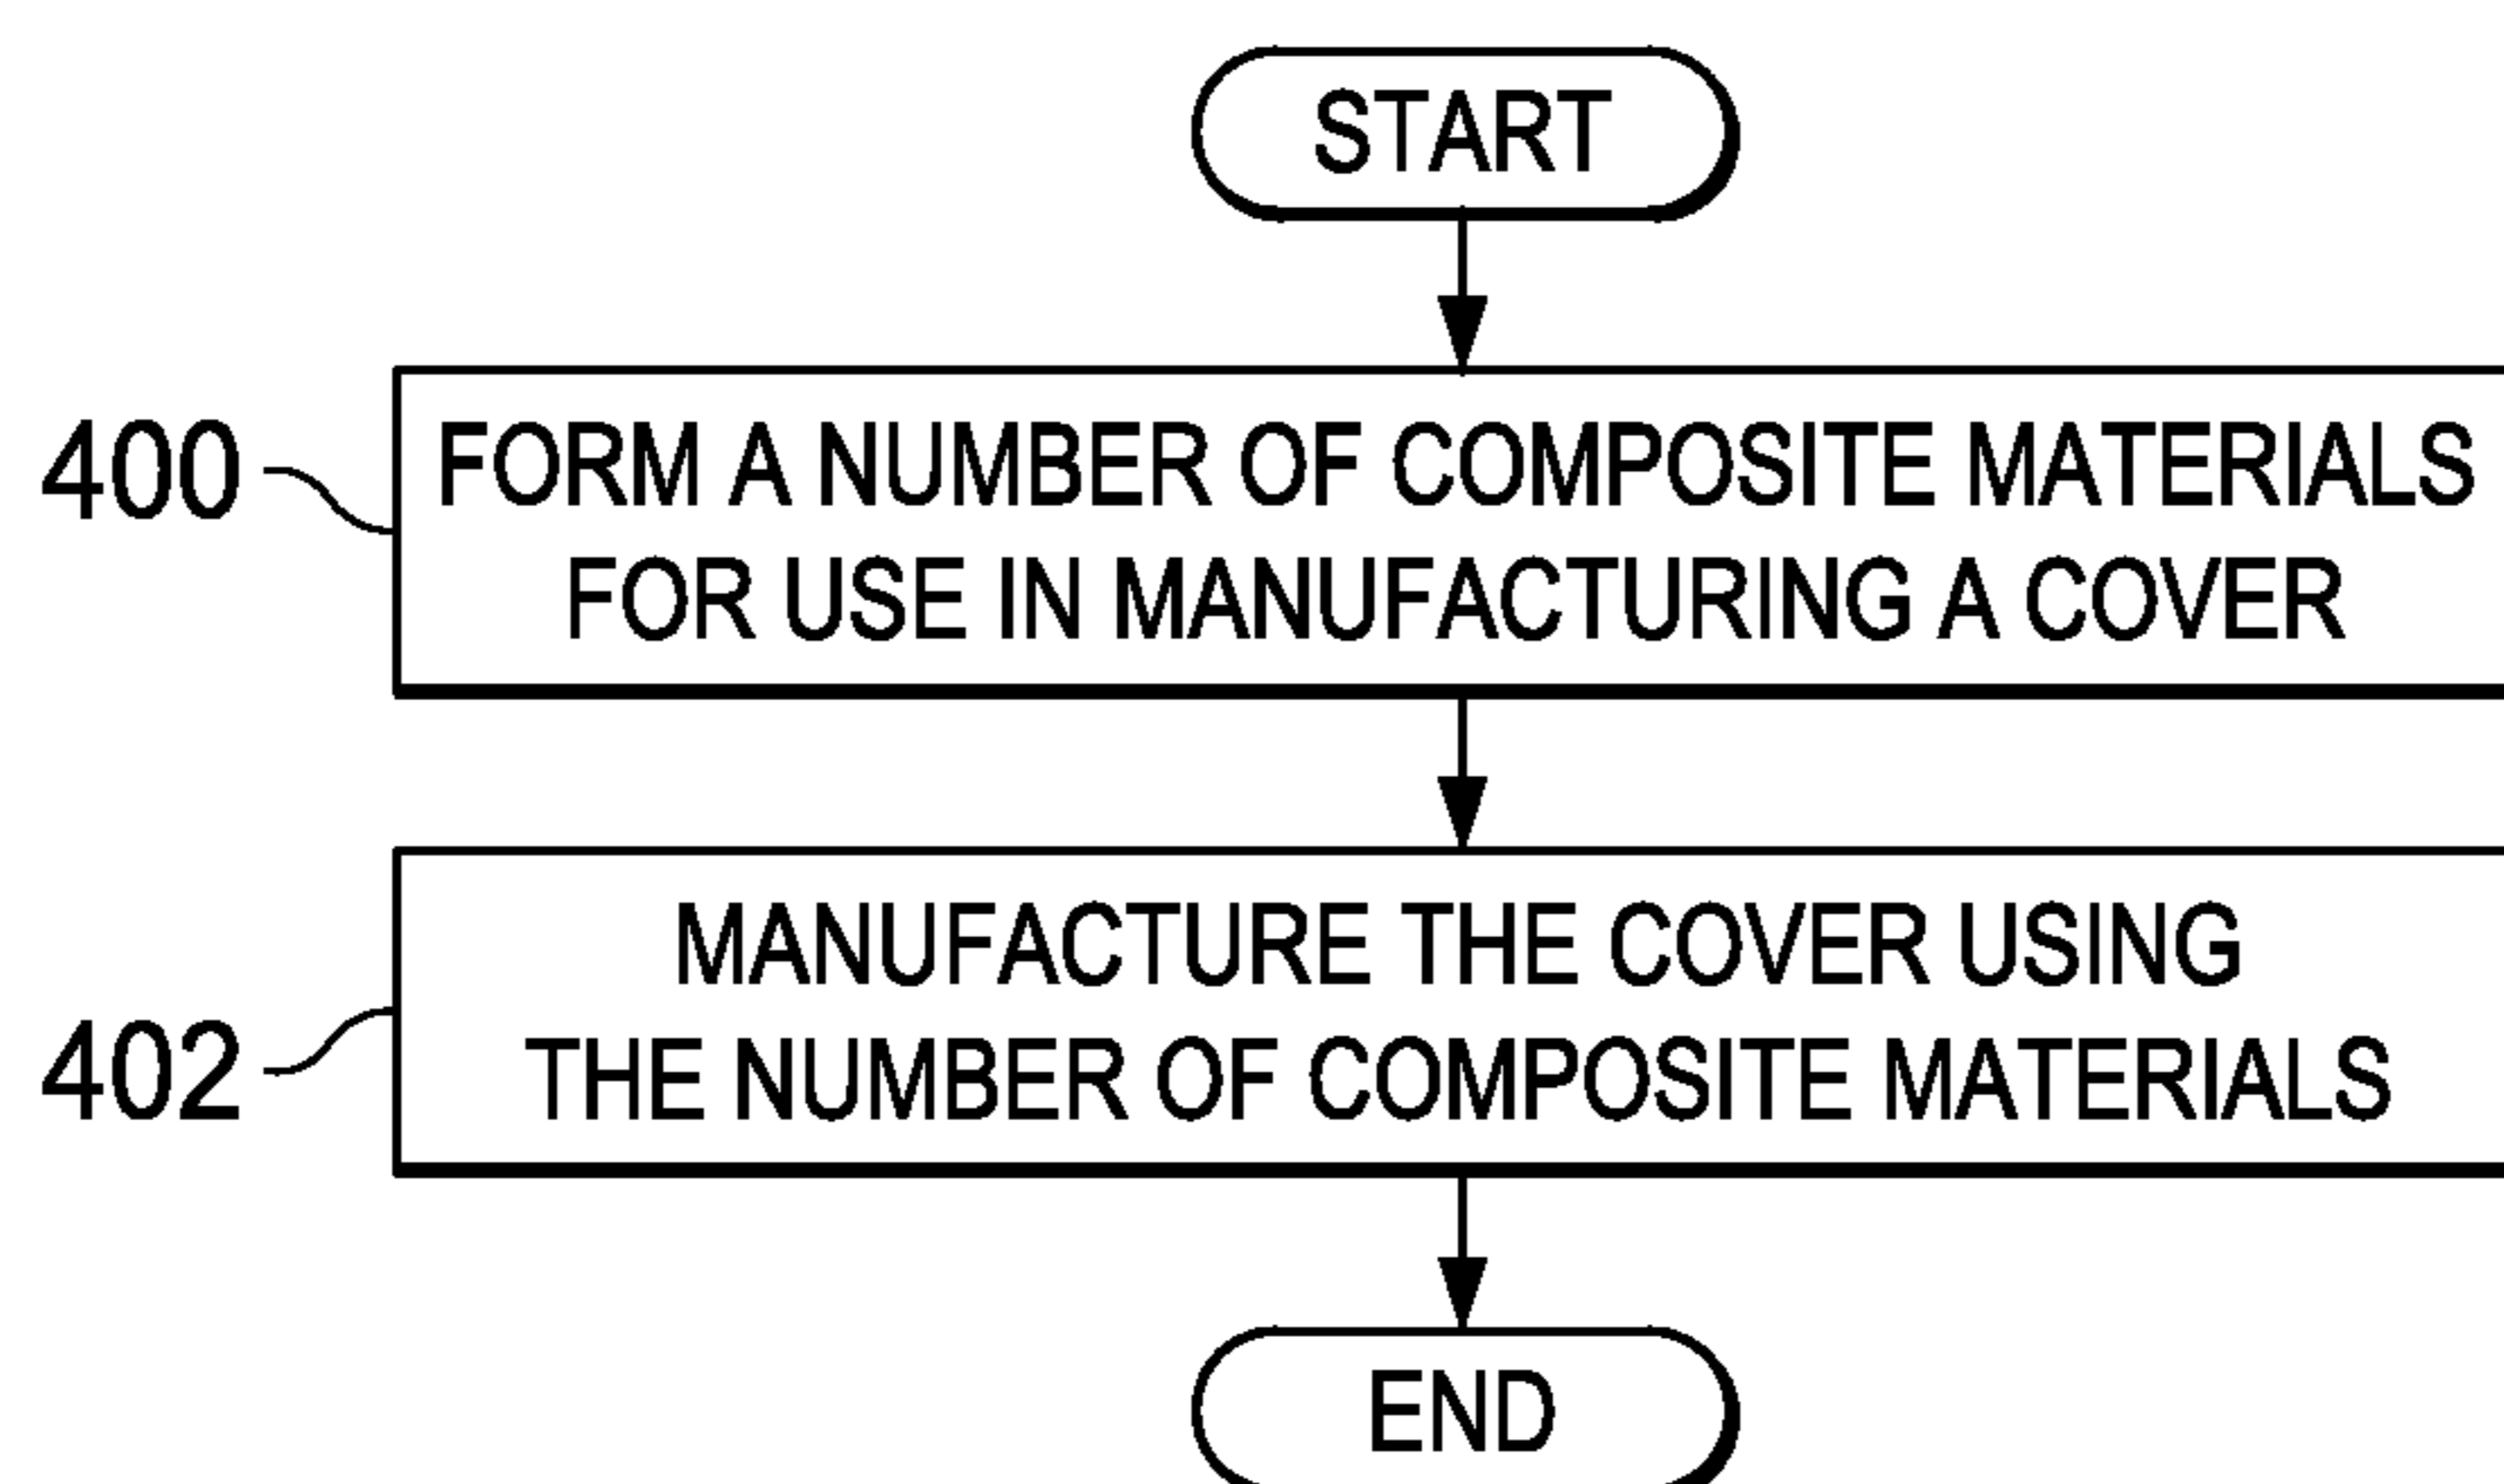 START
400
FORM A NUMBER OF COMPOSITE MATERIALS
FOR USE IN MANUFACTURING A COVER
MANUFACTURE THE COVER USING
402
THE NUMBER OF COMPOSITE MATERIALS
END